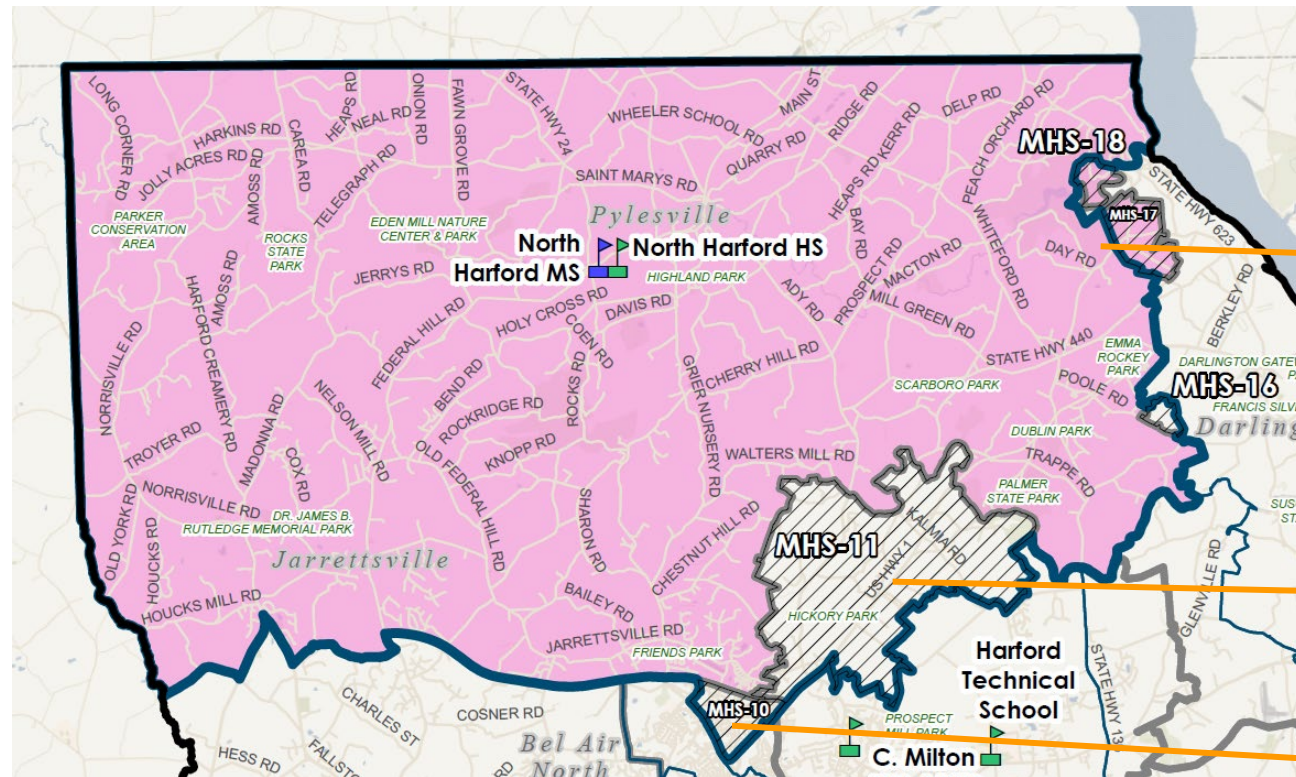 LONG CORNER RD
HARKINS RD
JOLLY ACRES RD
AMOSS RD
CAREA RD
HEAPS RD
NEAL RD
ONION RD
FAWN GROVE RD
TELEGRAPH RD
STATE HWY 24
WHEELER SCHOOL RD
MAIN ST
RIDGE RD
QUARRY RD
KERR RD
DELP RD
PEACH ORCHARD RD
HEAPS RD
SAINT MARYS RD
MHS-18
MHS-17
STATE HWY 623
PARKER
CONSERVATION
AREA
ROCKS
STATE
PARK
EDEN MILL NATURE
CENTER & PARK
Pylesville
North
Harford MS
North Harford HS
HIGHLAND PARK
JERRYS RD
BAY RD
PROSPECT RD
MACTON RD
WHITEFORD RD
DAY RD
BERKLEY RD
AMOSS RD
HARFORD CREAMERY RD
NORRISVILLE RD
FEDERAL HILL RD
HOLY CROSS RD
DAVIS RD
COEN RD
ADY RD
MILL GREEN RD
STATE HWY 440
EMMA
ROCKEY
PARK
DARLINGTON GATEW
MHS-16
FRANCIS SILV
Darling
BEND RD
ROCKS RD
GRIER NURSERY RD
CHERRY HILL RD
SCARBORO PARK
POOLE RD
DUBLIN PARK
NELSON MILL RD
MADONNA RD
TROYER RD
COX RD
ROCKRIDGE RD
KNOPP RD
OLD FEDERAL HILL RD
WALTERS MILL RD
TRAPPE RD
PALMER
STATE PARK
NORRISVILLE RD
DR. JAMES B.
RUTLEDGE MEMORIAL PARK
OLD YORK RD
HOUCKS RD
Jarrettsville
SHARON RD
CHESTNUT HILL RD
MHS-11
KALMIA RD
US HWY 1
HICKORY PARK
GLENVILLE RD
HOUCKS MILL RD
BAILEY RD
JARRETTSVILLE RD
FRIENDS PARK
MHS-10
Harford
Technical
School
STATE HWY 13
CHARLES ST
COSNER RD
HESS RD
Bel Air
North
PROSPECT
MILL PARK
C. Milton